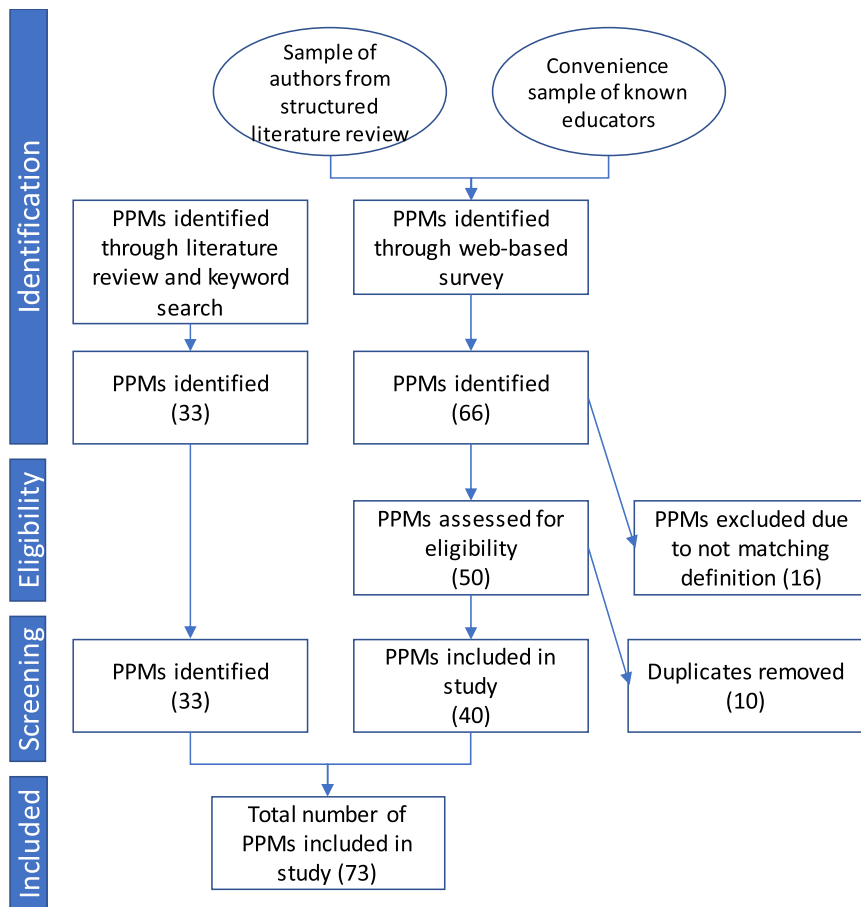 Identification
Sample of
authors from
structured
literature review
Convenience
sample of known
educators
PPMs identified
through literature
review and keyword
search
PPMs identified
through web-based
survey
PPMs identified
(33)
PPMs identified
(66)
Eligibility
PPMs assessed for
eligibility
(50)
PPMs excluded due
to not matching
definition (16)
Screening
PPMs identified
(33)
PPMs included in
study
(40)
Duplicates removed
(10)
Included
Total number of
PPMs included in
study (73)